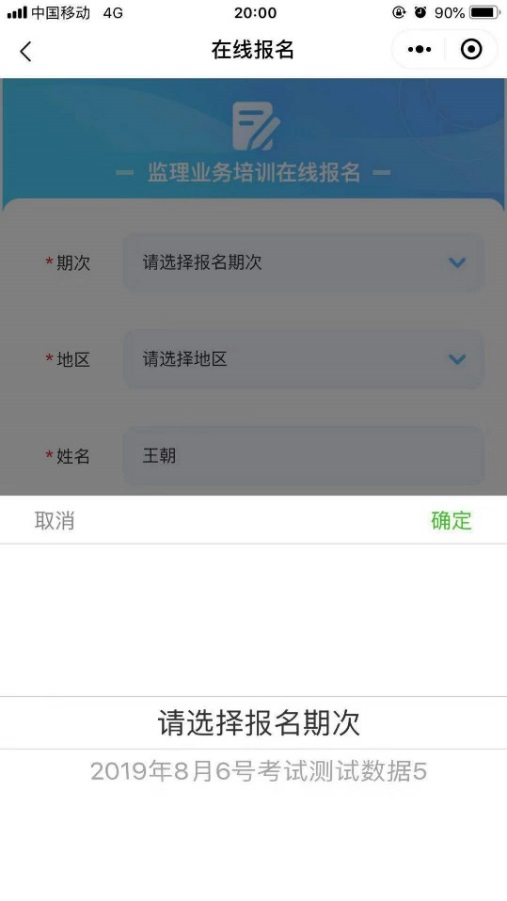 中国移动 4G 20:00 90%
在线报名
监理业务培训在线报名
*期次 请选择报名期次
*地区 请选择地区
*姓名 王朝
取消 确定
请选择报名期次
2019年8月6号考试测试数据5